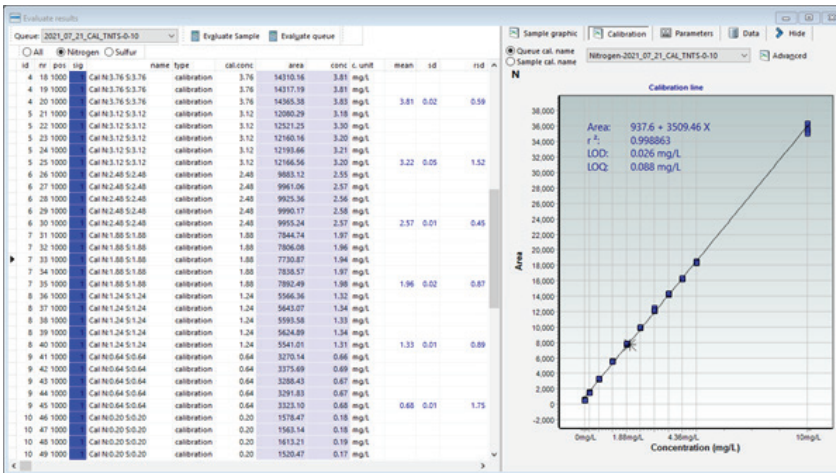 Evaluate results
Queue: 2021_07_21_CAL_TNTS-0-10 Evaluate Sample Evaluate queue
All Nitrogen Sulfur
id nr pos sig name type cal.conc area conc c. unit mean sd rsd
4 18 1000 1 Cal N:3.76 S:3.76 calibration 3.76 14310.16 3.81 mg/L
4 19 1000 1 Cal N:3.76 S:3.76 calibration 3.76 14317.19 3.81 mg/L
4 20 1000 1 Cal N:3.76 S:3.76 calibration 3.76 14365.38 3.83 mg/L 3.81 0.02 0.59
5 21 1000 1 Cal N:3.12 S:3.12 calibration 3.12 12080.29 3.18 mg/L
5 22 1000 1 Cal N:3.12 S:3.12 calibration 3.12 12521.25 3.30 mg/L
5 23 1000 1 Cal N:3.12 S:3.12 calibration 3.12 12160.16 3.20 mg/L
5 24 1000 1 Cal N:3.12 S:3.12 calibration 3.12 12193.66 3.21 mg/L
5 25 1000 1 Cal N:3.12 S:3.12 calibration 3.12 12166.56 3.20 mg/L 3.22 0.05 1.52
6 26 1000 1 Cal N:2.48 S:2.48 calibration 2.48 9883.12 2.55 mg/L
6 27 1000 1 Cal N:2.48 S:2.48 calibration 2.48 9961.06 2.57 mg/L
6 28 1000 1 Cal N:2.48 S:2.48 calibration 2.48 9925.36 2.56 mg/L
6 29 1000 1 Cal N:2.48 S:2.48 calibration 2.48 9990.17 2.58 mg/L
6 30 1000 1 Cal N:2.48 S:2.48 calibration 2.48 9955.24 2.57 mg/L 2.57 0.01 0.45
7 31 1000 1 Cal N:1.88 S:1.88 calibration 1.88 7844.74 1.97 mg/L
7 32 1000 1 Cal N:1.88 S:1.88 calibration 1.88 7806.08 1.96 mg/L
7 33 1000 1 Cal N:1.88 S:1.88 calibration 1.88 7730.87 1.94 mg/L
7 34 1000 1 Cal N:1.88 S:1.88 calibration 1.88 7838.57 1.97 mg/L
7 35 1000 1 Cal N:1.88 S:1.88 calibration 1.88 7892.49 1.98 mg/L 1.96 0.02 0.87
8 36 1000 1 Cal N:1.24 S:1.24 calibration 1.24 5566.36 1.32 mg/L
8 37 1000 1 Cal N:1.24 S:1.24 calibration 1.24 5643.07 1.34 mg/L
8 38 1000 1 Cal N:1.24 S:1.24 calibration 1.24 5593.58 1.33 mg/L
8 39 1000 1 Cal N:1.24 S:1.24 calibration 1.24 5624.89 1.34 mg/L
8 40 1000 1 Cal N:1.24 S:1.24 calibration 1.24 5541.01 1.31 mg/L 1.33 0.01 0.89
9 41 1000 1 Cal N:0.64 S:0.64 calibration 0.64 3270.14 0.66 mg/L
9 42 1000 1 Cal N:0.64 S:0.64 calibration 0.64 3375.69 0.69 mg/L
9 43 1000 1 Cal N:0.64 S:0.64 calibration 0.64 3288.43 0.67 mg/L
9 44 1000 1 Cal N:0.64 S:0.64 calibration 0.64 3291.83 0.67 mg/L
9 45 1000 1 Cal N:0.64 S:0.64 calibration 0.64 3323.10 0.68 mg/L 0.68 0.01 1.75
10 46 1000 1 Cal N:0.20 S:0.20 calibration 0.20 1578.47 0.18 mg/L
10 47 1000 1 Cal N:0.20 S:0.20 calibration 0.20 1563.14 0.18 mg/L
10 48 1000 1 Cal N:0.20 S:0.20 calibration 0.20 1613.21 0.19 mg/L
10 49 1000 1 Cal N:0.20 S:0.20 calibration 0.20 1520.47 0.17 mg/L
Sample graphic Calibration Parameters Data Hide
Queue cal. name
Sample cal. name
Nitrogen-2021_07_21_CAL_TNTS-0-10 Advanced
N
Calibration line
Area: 937.6 + 3509.46 X
r ²: 0.998863
LOD: 0.026 mg/L
LOQ: 0.088 mg/L
38,000
36,000
34,000
32,000
30,000
28,000
26,000
24,000
22,000
20,000
18,000
16,000
14,000
12,000
10,000
8,000
6,000
4,000
2,000
0
-2,000
Area
0mg/L 1.88mg/L 4.36mg/L 10mg/L
Concentration (mg/L)